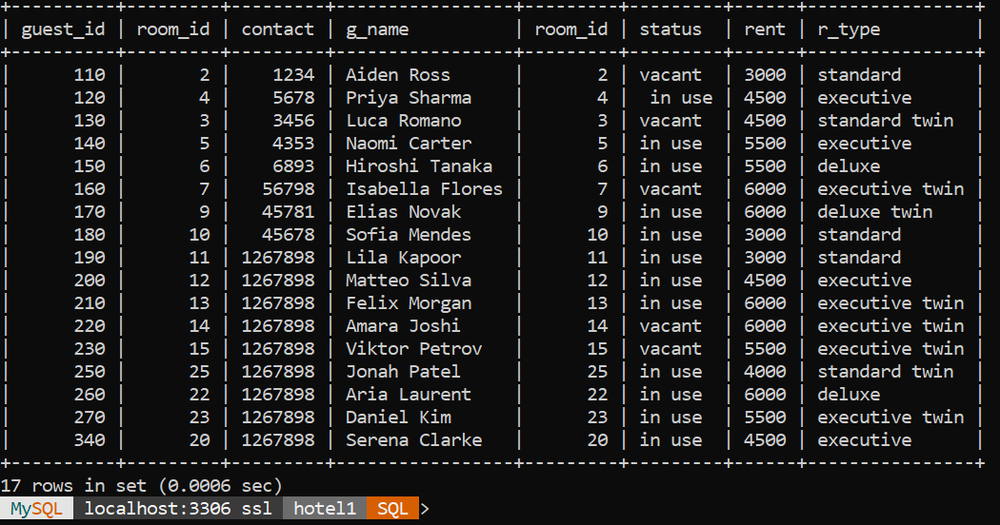 +----------+---------+---------+------------------+---------+---------+------+----------------+
| guest_id | room_id | contact | g_name           | room_id | status  | rent | r_type         |
+----------+---------+---------+------------------+---------+---------+------+----------------+
|      110 |       2 |    1234 | Aiden Ross       |       2 | vacant  | 3000 | standard       |
|      120 |       4 |    5678 | Priya Sharma     |       4 |  in use | 4500 | executive      |
|      130 |       3 |    3456 | Luca Romano      |       3 | vacant  | 4500 | standard twin  |
|      140 |       5 |    4353 | Naomi Carter     |       5 | in use  | 5500 | executive      |
|      150 |       6 |    6893 | Hiroshi Tanaka   |       6 | in use  | 5500 | deluxe         |
|      160 |       7 |   56798 | Isabella Flores  |       7 | vacant  | 6000 | executive twin |
|      170 |       9 |   45781 | Elias Novak      |       9 | in use  | 6000 | deluxe twin    |
|      180 |      10 |   45678 | Sofia Mendes     |      10 | in use  | 3000 | standard       |
|      190 |      11 | 1267898 | Lila Kapoor      |      11 | in use  | 3000 | standard       |
|      200 |      12 | 1267898 | Matteo Silva     |      12 | in use  | 4500 | executive      |
|      210 |      13 | 1267898 | Felix Morgan     |      13 | in use  | 6000 | executive twin |
|      220 |      14 | 1267898 | Amara Joshi      |      14 | vacant  | 6000 | executive twin |
|      230 |      15 | 1267898 | Viktor Petrov    |      15 | vacant  | 5500 | executive twin |
|      250 |      25 | 1267898 | Jonah Patel      |      25 | in use  | 4000 | standard twin  |
|      260 |      22 | 1267898 | Aria Laurent     |      22 | in use  | 6000 | deluxe         |
|      270 |      23 | 1267898 | Daniel Kim       |      23 | in use  | 5500 | executive twin |
|      340 |      20 | 1267898 | Serena Clarke    |      20 | in use  | 4500 | executive      |
+----------+---------+---------+------------------+---------+---------+------+----------------+
17 rows in set (0.0006 sec)
MySQL localhost:3306 ssl hotel1 SQL >